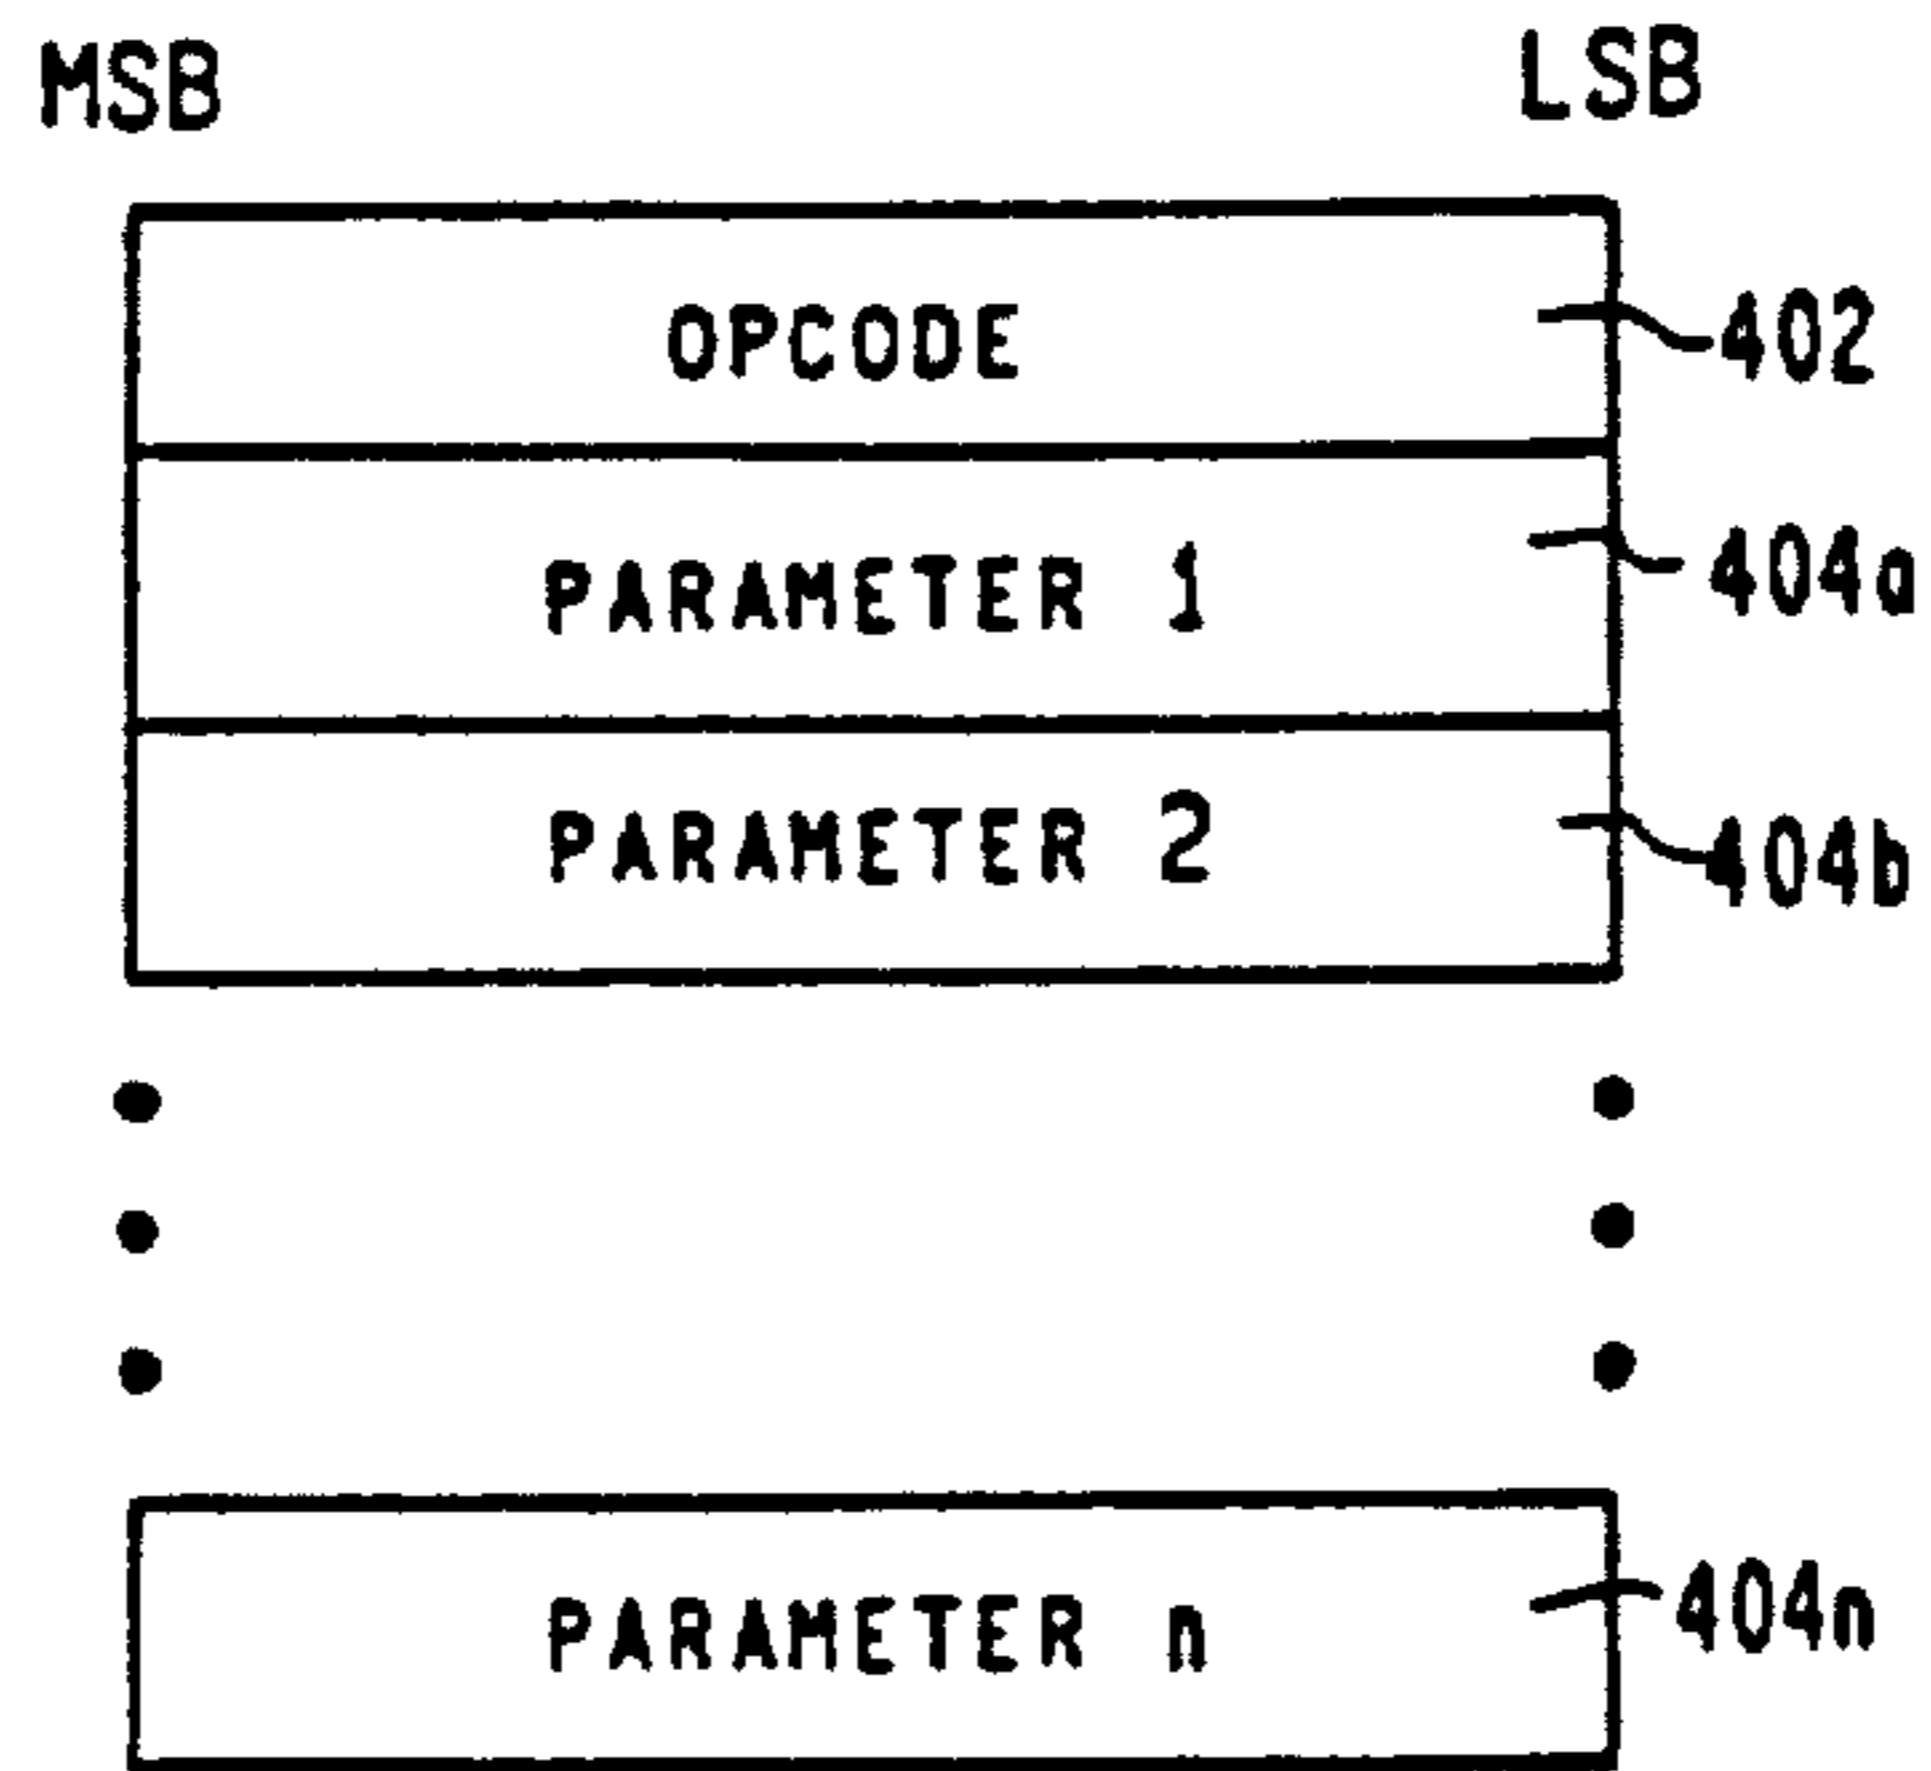 MSB LSB
OPCODE 402
PARAMETER 1 404a
PARAMETER 2 404b
PARAMETER n 404n